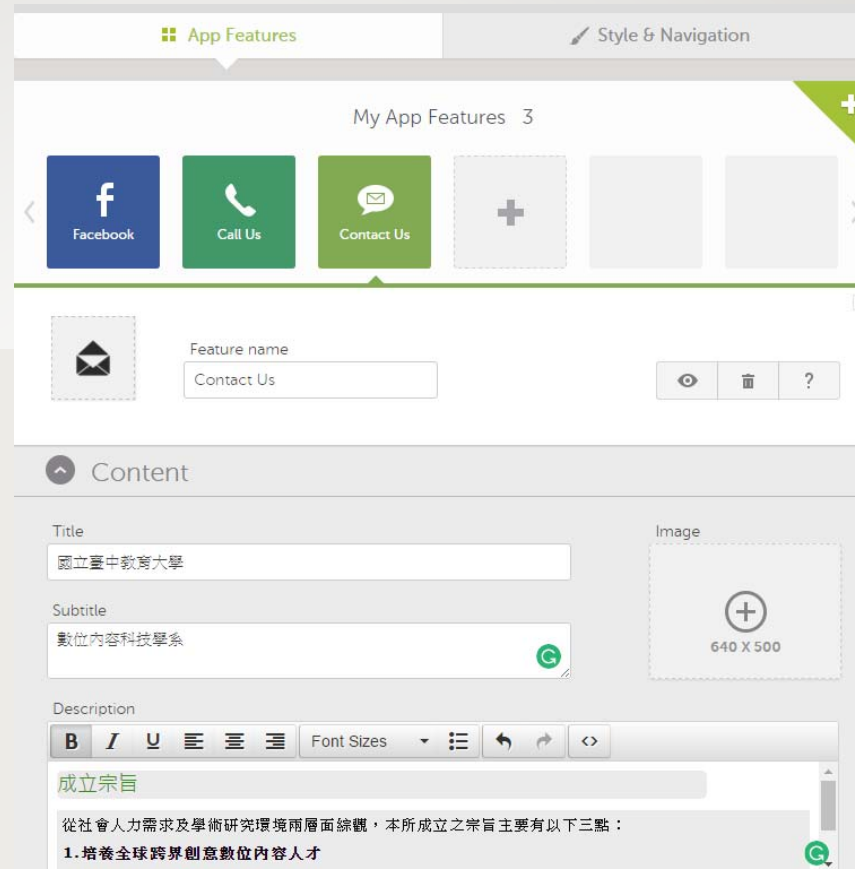 App Features
Style & Navigation
My App Features 3
Facebook
Call Us
Contact Us
Feature name
Contact Us
?
Content
Title
國立臺中教育大學
Image
Subtitle
數位內容科技學系
640 X 500
Description
B I U Font Sizes <>
成立宗旨
從社會人力需求及學術研究環境兩層面綜觀，本所成立之宗旨主要有以下三點：
1.培養全球跨界創意數位內容人才